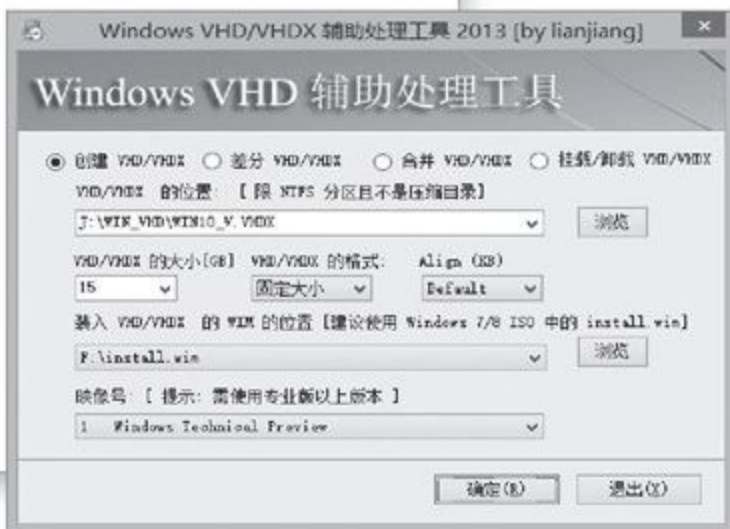 Windows VHD/VHDX 辅助处理工具 2013 [by lianjiang]
Windows VHD 辅助处理工具
创建 VHD/VHDX 差分 VHD/VHDX 合并 VHD/VHDX 挂载/卸载 VHD/VHDX
VHD/VHDX 的位置: 【 限 NTFS 分区且不是压缩目录】
J:\WIN_VHD\WIN10_V.VHDX 浏览
VHD/VHDX 的大小[GB] VHD/VHDX 的格式: Align (KB)
15 固定大小 Default
装入 VHD/VHDX 的 WIM 的位置【建议使用 Windows 7/8 ISO 中的 install.wim】
F:\install.wim 浏览
映像号: 【 提示: 需使用专业版以上版本 】
1 Windows Technical Preview
确定(R) 退出(X)